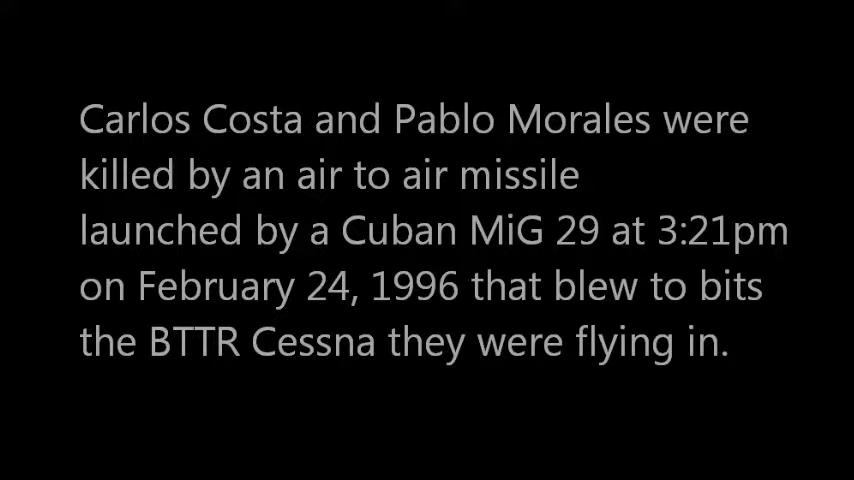 Carlos Costa and Pablo Morales were
killed by an air to air missile
launched by a Cuban MiG 29 at 3:21pm
on February 24, 1996 that blew to bits
the BTTR Cessna they were flying in.